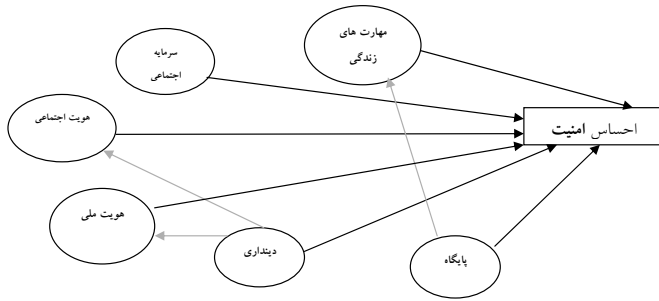 مهارت های
زندگی
سرمایه
اجتماعی
هویت اجتماعی
احساس امنیت
هویت ملی
دینداری
پایگاه